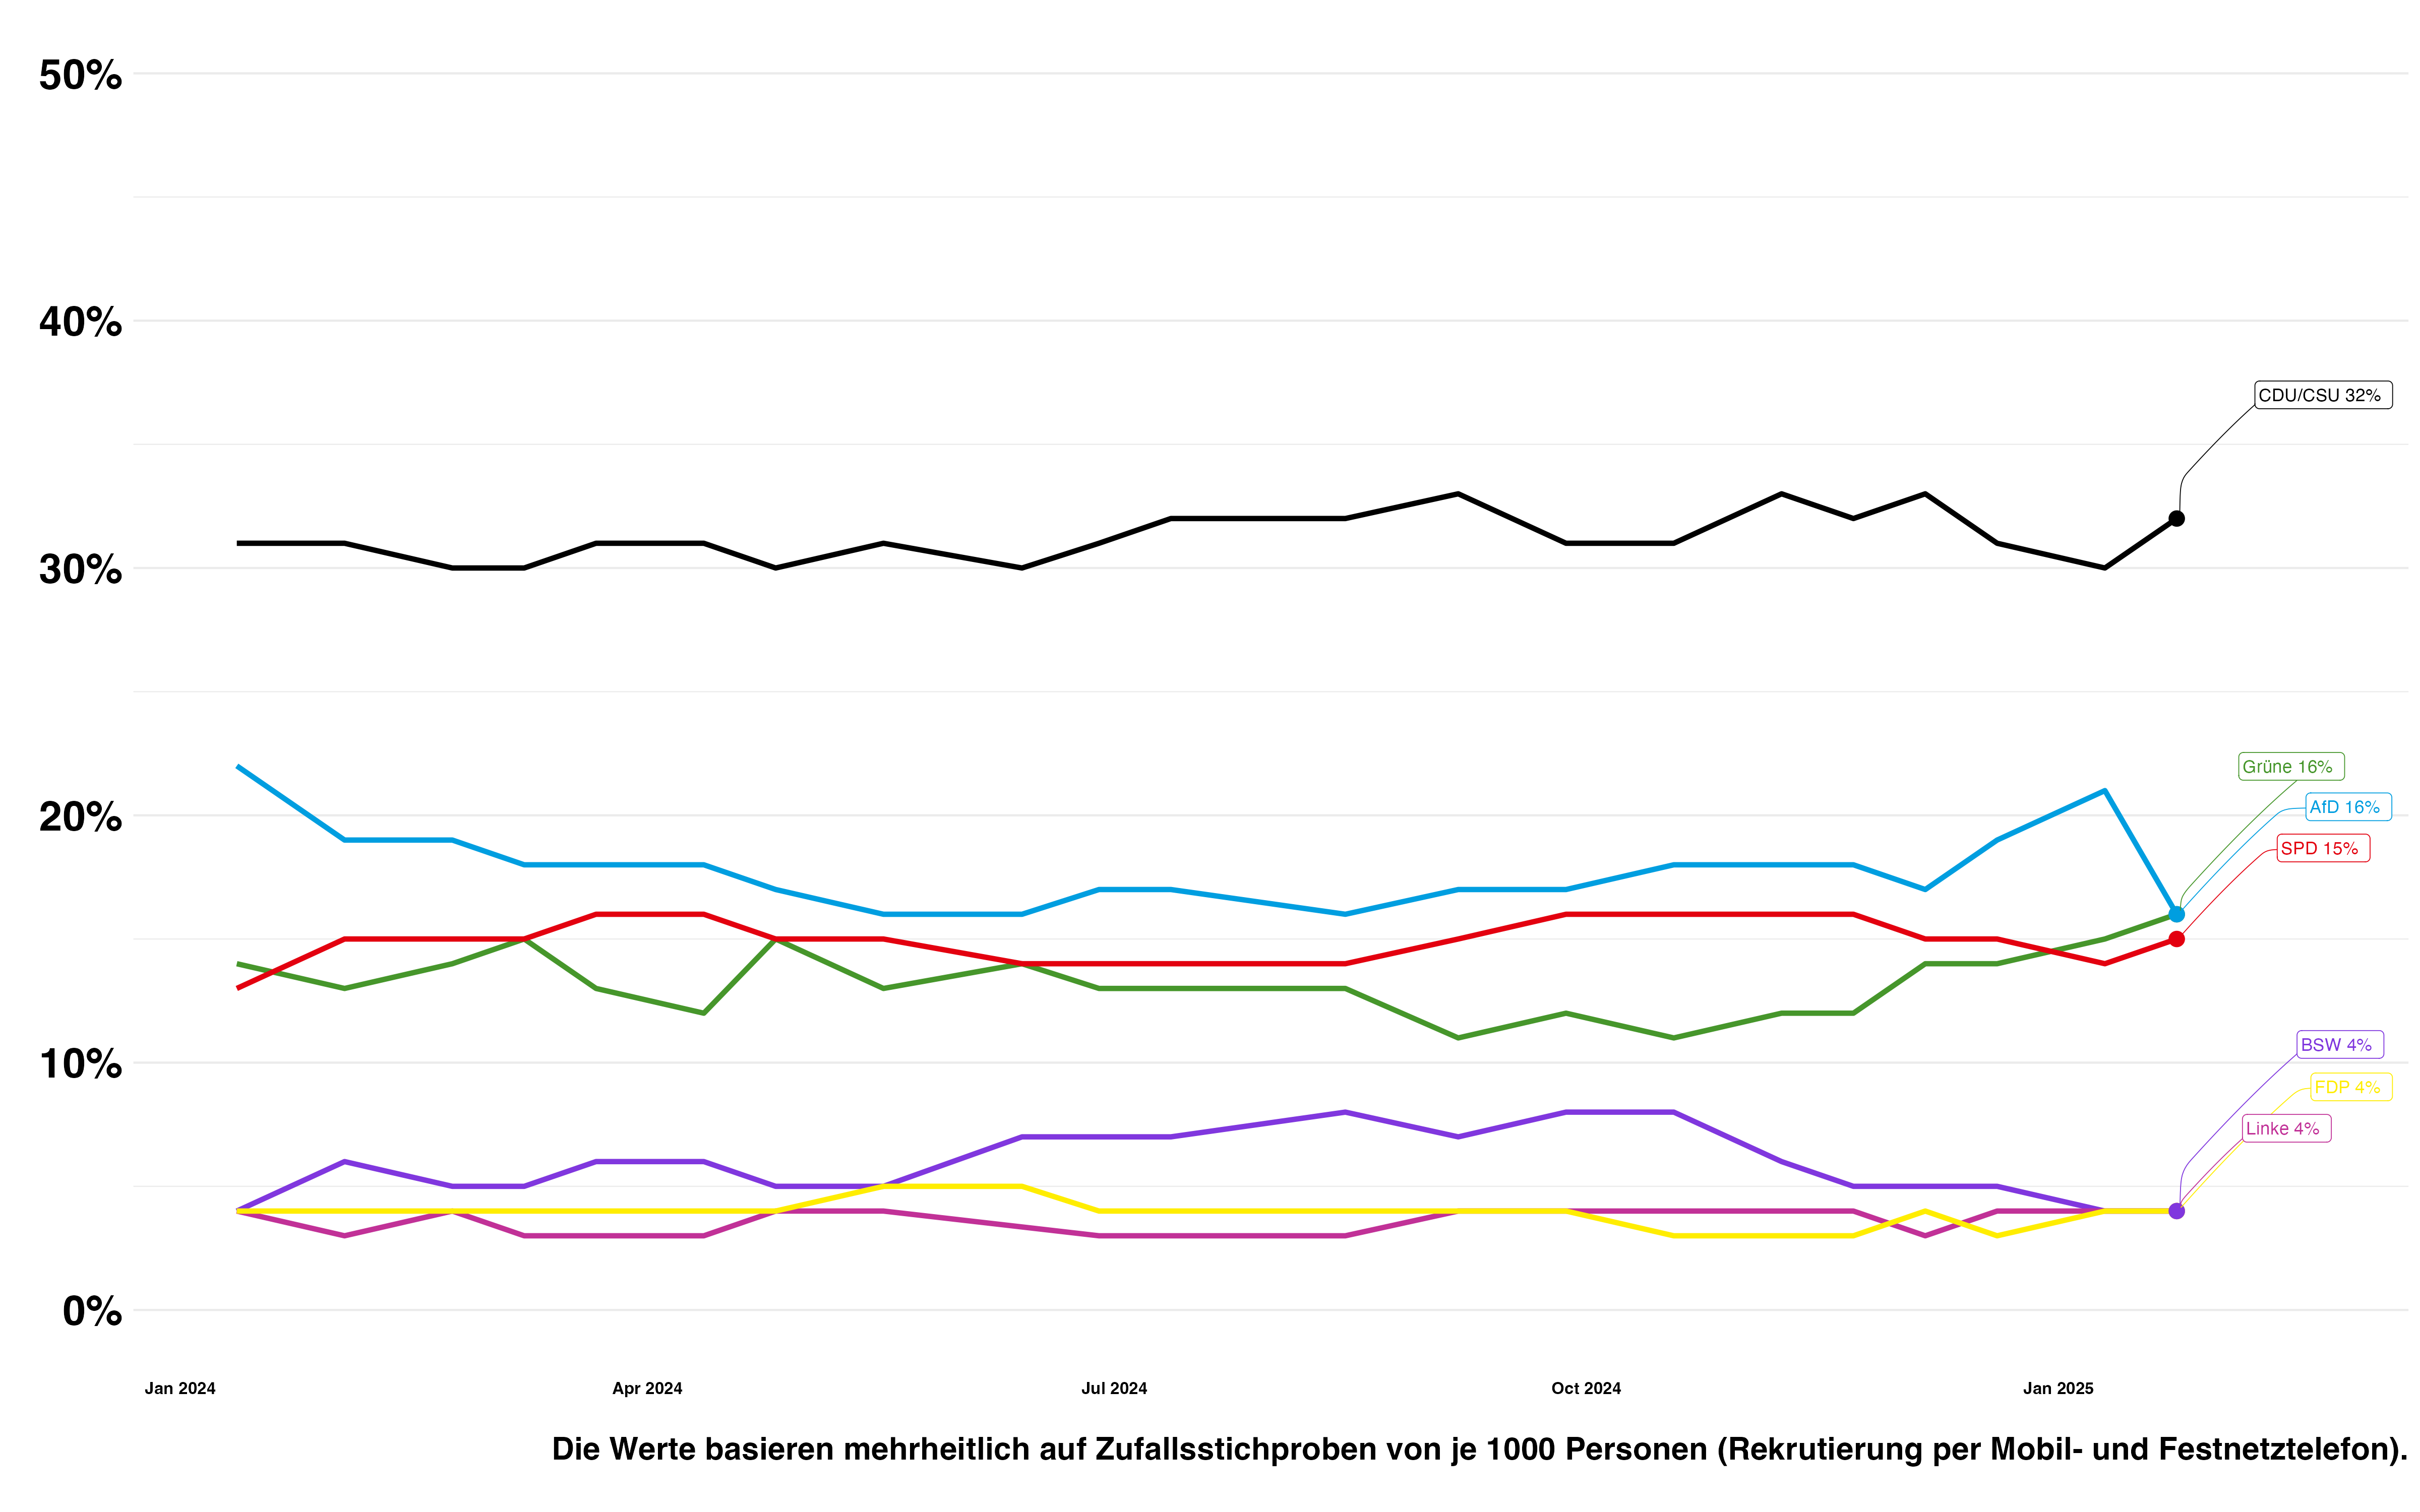 50%
40%
CDU/CSU 32%
30%
Grüne 16%
AfD 16%
20%
SPD 15%
BSW 4%
10%
FDP 4%
Linke 4%
0%
Jan 2024 Apr 2024 Jul 2024 Oct 2024 Jan 2025
Die Werte basieren mehrheitlich auf Zufallsstichproben von je 1000 Personen (Rekrutierung per Mobil- und Festnetztelefon).